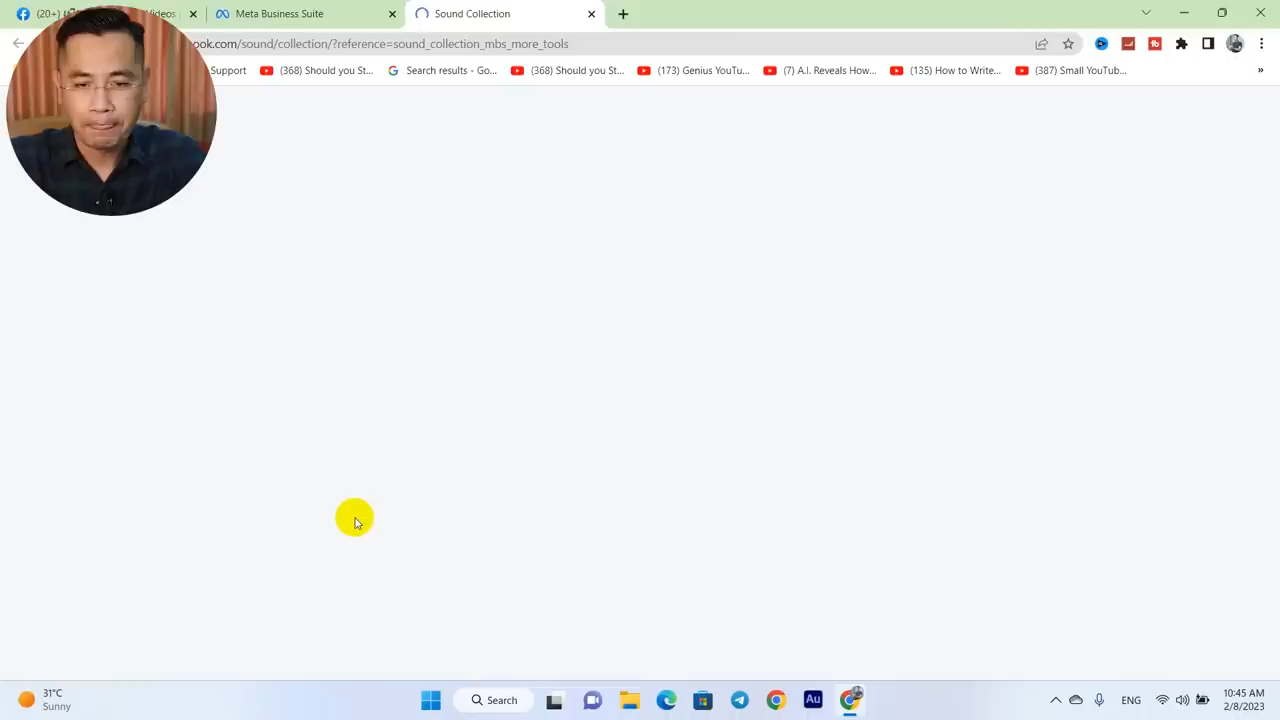 (20+) Videos
Meta Business Suite
Sound Collection
ook.com/sound/collection/?reference=sound_collection_mbs_more_tools
Support
(368) Should you St...
Search results - Go...
(368) Should you St...
(173) Genius YouTu...
(7) A.I. Reveals How...
(135) How to Write...
(387) Small YouTub...
»
31°C
Sunny
Search
Au
ENG
10:45 AM
2/8/2023